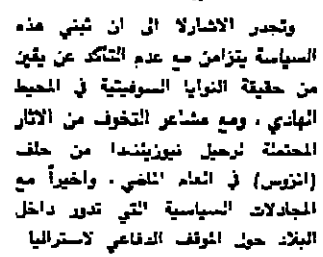 وتجدر الاشارلا الى ان تبني هذه
السياسة يتزامن مع عدم التأكد عن يقين
من حقيقة النوايا السوفيتية في المحيط
الهادي ، ومع مشاعر التخوف من الاثار
المحتملة لرحيل نيوزيلندا من حلف
(انزوس) في العام الماضي ، واخيراً مع
المجادلات السياسية التي تدور داخل
البلاد حول الموقف الدفاعي لاستراليا